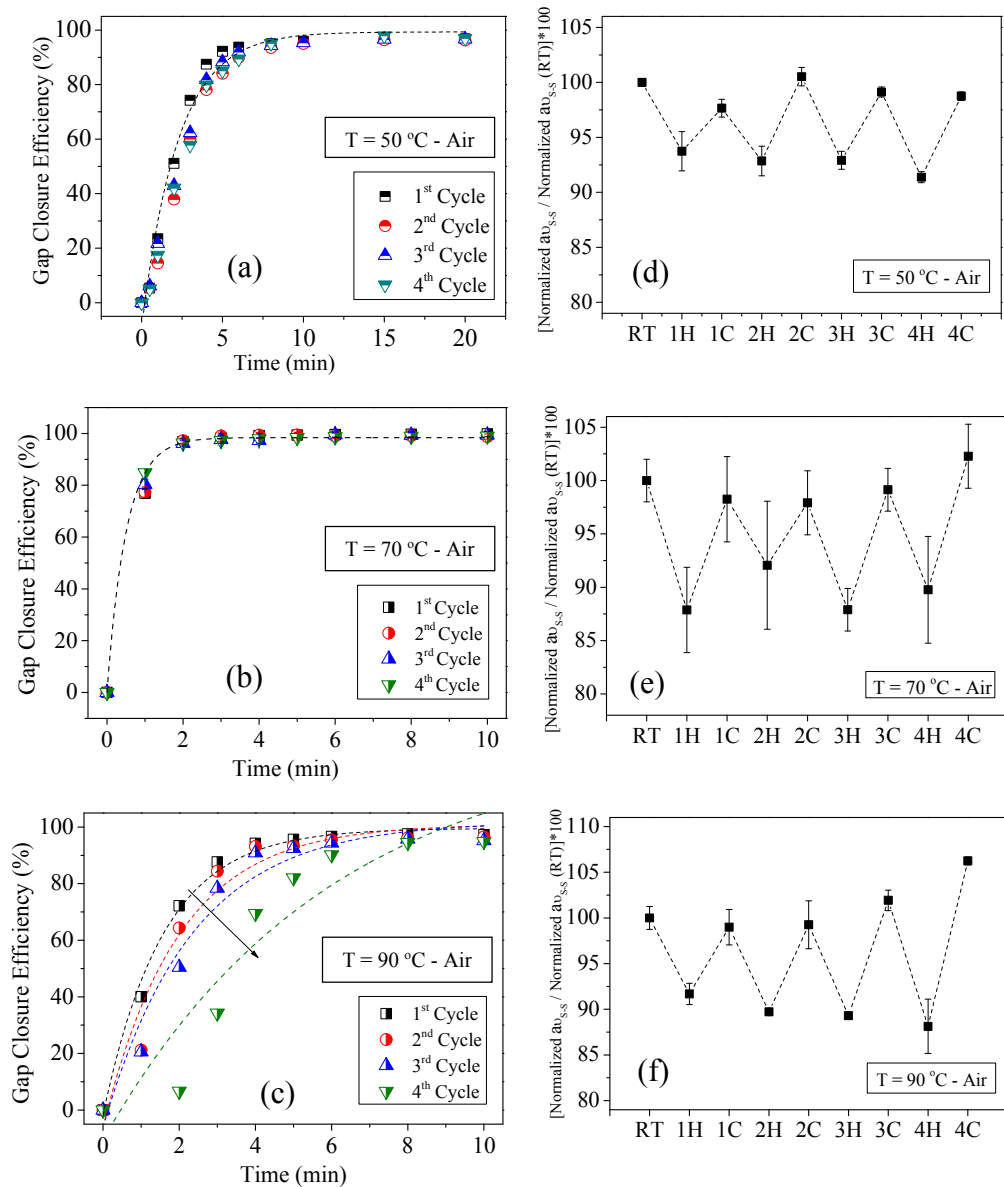 Gap Closure Efficiency (%)
100
80
60
40
20
0
T = 50 °C - Air
1st Cycle
2nd Cycle
3rd Cycle
4th Cycle
(a)
0 5 10 15 20
Time (min)
[Normalized aυS-S / Normalized aυS-S (RT)]*100
105
100
95
90
85
80
(d)
T = 50 °C - Air
RT 1H 1C 2H 2C 3H 3C 4H 4C
Gap Closure Efficiency (%)
100
80
60
40
20
0
T = 70 °C - Air
1st Cycle
2nd Cycle
3rd Cycle
4th Cycle
(b)
0 2 4 6 8 10
Time (min)
[Normalized aυS-S / Normalized aυS-S (RT)]*100
105
100
95
90
85
80
(e)
T = 70 °C - Air
RT 1H 1C 2H 2C 3H 3C 4H 4C
Gap Closure Efficiency (%)
100
80
60
40
20
0
T = 90 °C - Air
1st Cycle
2nd Cycle
3rd Cycle
4th Cycle
(c)
0 2 4 6 8 10
Time (min)
[Normalized aυS-S / Normalized aυS-S (RT)]*100
110
105
100
95
90
85
80
(f)
T = 90 °C - Air
RT 1H 1C 2H 2C 3H 3C 4H 4C